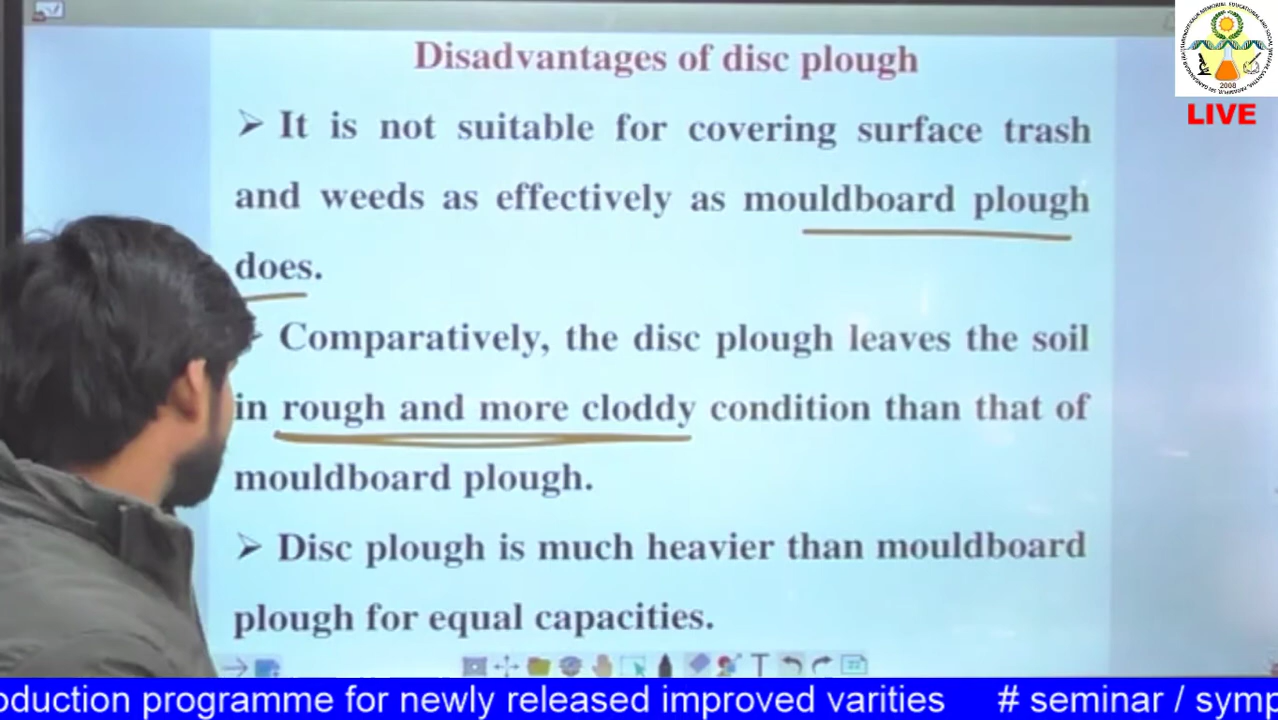 Disadvantages of disc plough
➢ It is not suitable for covering surface trash
and weeds as effectively as mouldboard plough
does.
Comparatively, the disc plough leaves the soil
in rough and more cloddy condition than that of
mouldboard plough.
➢ Disc plough is much heavier than mouldboard
plough for equal capacities.
2008
LIVE
oduction programme for newly released improved varities # seminar / symp